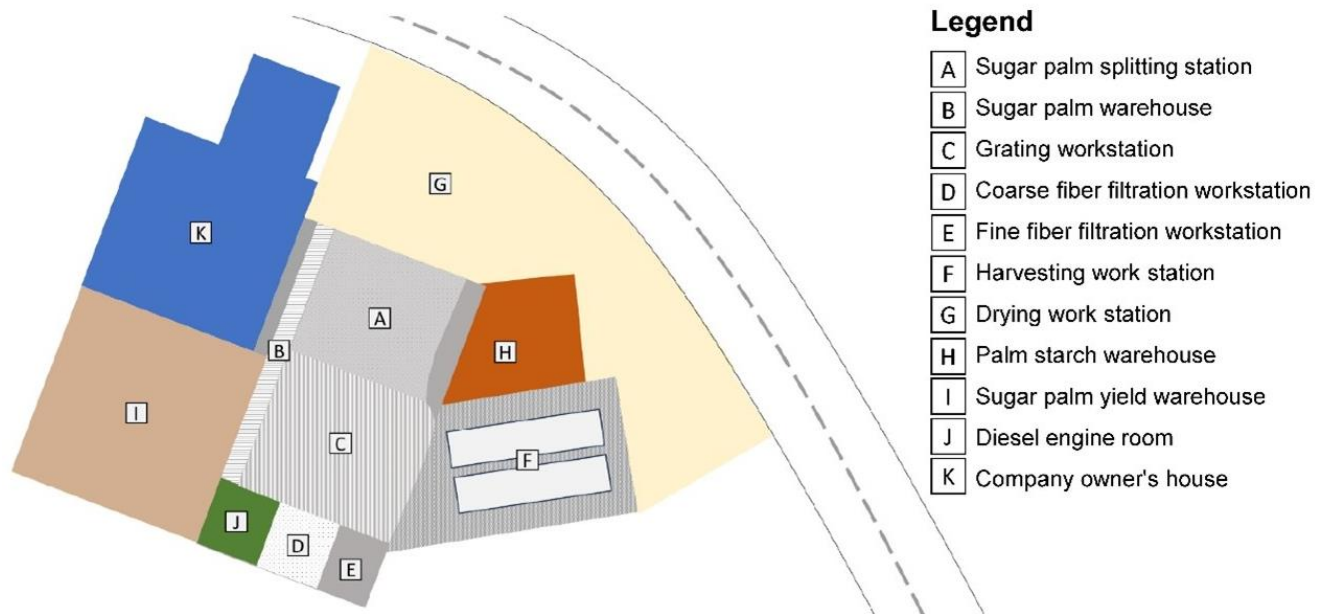 Legend
A Sugar palm splitting station
B Sugar palm warehouse
C Grating workstation
D Coarse fiber filtration workstation
E Fine fiber filtration workstation
F Harvesting work station
G Drying work station
H Palm starch warehouse
I Sugar palm yield warehouse
J Diesel engine room
K Company owner's house
G
K
A
B
H
I
C
F
J
D
E